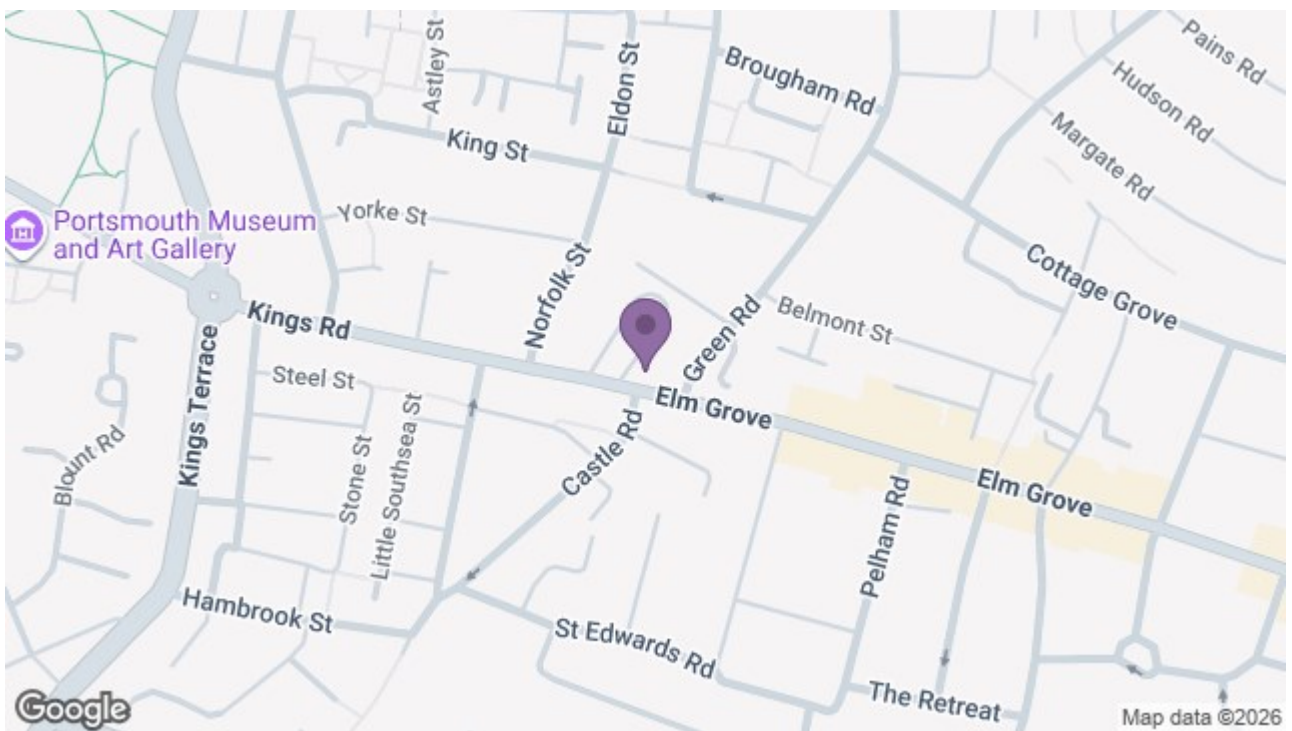 Pains Rd
Astley St
Eldon St
Brougham Rd
Hudson Rd
King St
Margate Rd
Yorke St
Portsmouth Museum
and Art Gallery
Norfolk St
Cottage Grove
Kings Rd
Belmont St
Green Rd
Kings Terrace
Steel St
Elm Grove
Little Southsea St
Castle Rd
Stone St
Blount Rd
Elm Grove
Pelham Rd
Hambrook St
St Edwards Rd
The Retreat
Google
Map data ©2026